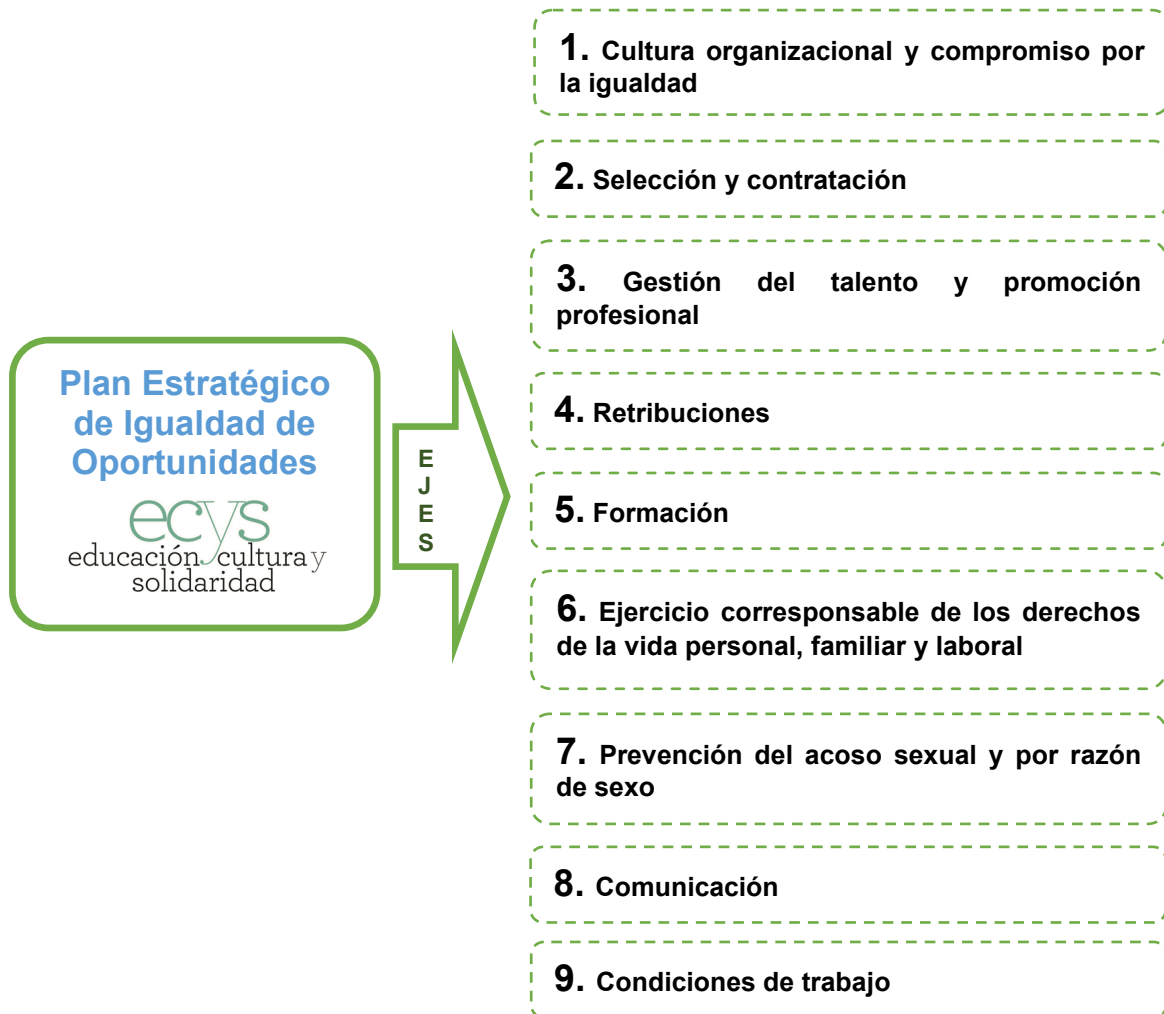 Plan Estratégico
de Igualdad de
Oportunidades
ecys
educación cultura y
solidaridad
E
J
E
S
1. Cultura organizacional y compromiso por
la igualdad
2. Selección y contratación
3. Gestión del talento y promoción
profesional
4. Retribuciones
5. Formación
6. Ejercicio corresponsable de los derechos
de la vida personal, familiar y laboral
7. Prevención del acoso sexual y por razón
de sexo
8. Comunicación
9. Condiciones de trabajo